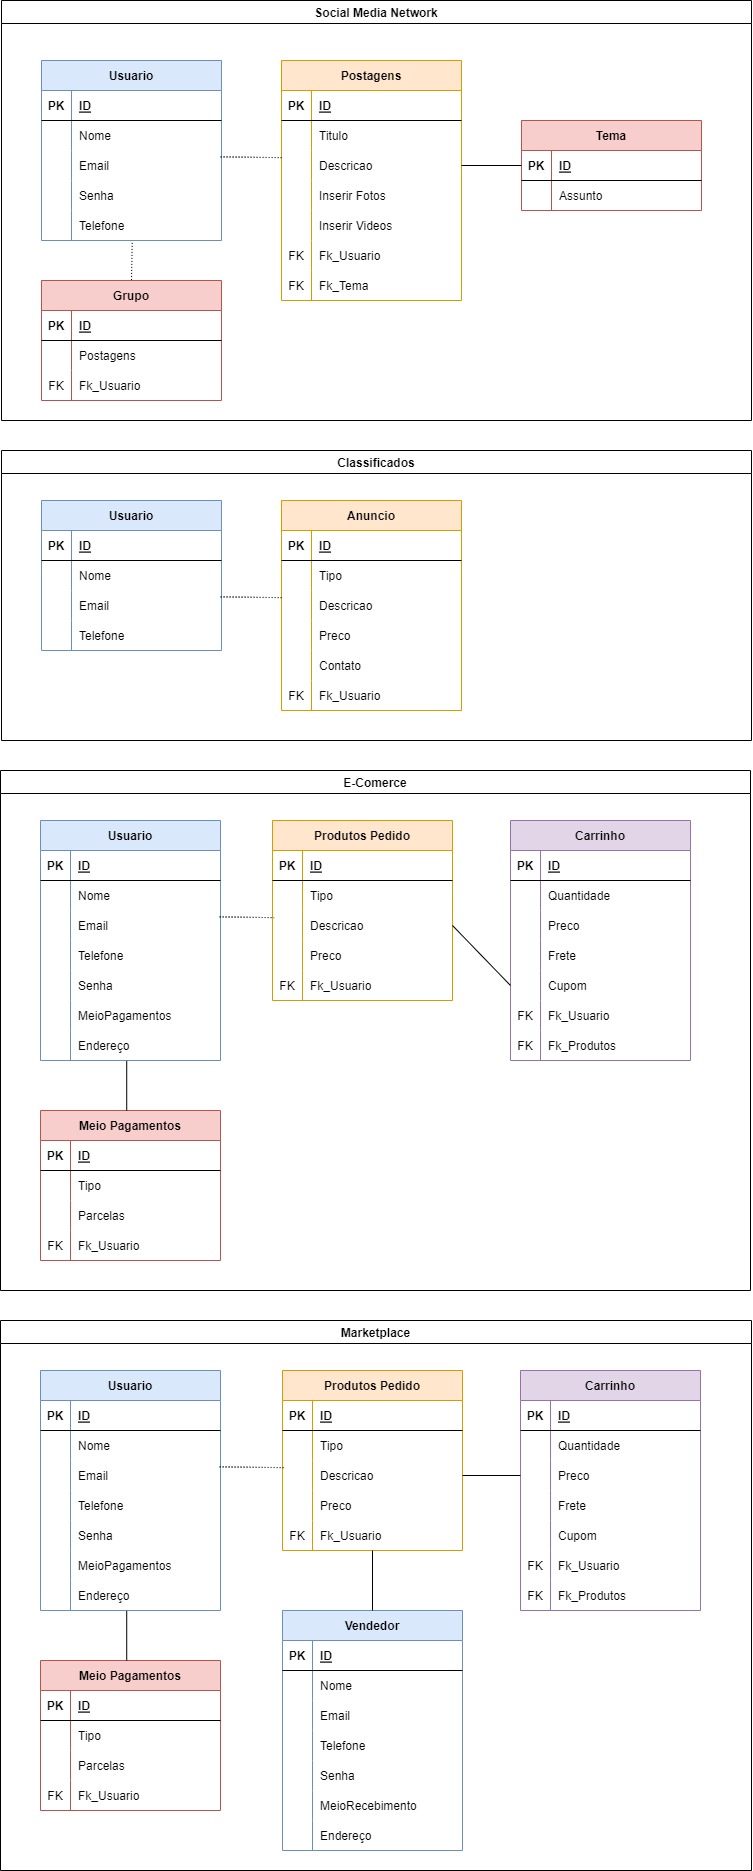 Social Media Network
Usuario
PK ID
Nome
Email
Senha
Telefone
Postagens
PK ID
Titulo
Descricao
Inserir Fotos
Inserir Videos
FK Fk_Usuario
FK Fk_Tema
Tema
PK ID
Assunto
Grupo
PK ID
Postagens
FK Fk_Usuario
Classificados
Usuario
PK ID
Nome
Email
Telefone
Anuncio
PK ID
Tipo
Descricao
Preco
Contato
FK Fk_Usuario
E-Comerce
Usuario
PK ID
Nome
Email
Telefone
Senha
MeioPagamentos
Endereço
Produtos Pedido
PK ID
Tipo
Descricao
Preco
FK Fk_Usuario
Carrinho
PK ID
Quantidade
Preco
Frete
Cupom
FK Fk_Usuario
FK Fk_Produtos
Meio Pagamentos
PK ID
Tipo
Parcelas
FK Fk_Usuario
Marketplace
Usuario
PK ID
Nome
Email
Telefone
Senha
MeioPagamentos
Endereço
Produtos Pedido
PK ID
Tipo
Descricao
Preco
FK Fk_Usuario
Carrinho
PK ID
Quantidade
Preco
Frete
Cupom
FK Fk_Usuario
FK Fk_Produtos
Meio Pagamentos
PK ID
Tipo
Parcelas
FK Fk_Usuario
Vendedor
PK ID
Nome
Email
Telefone
Senha
MeioRecebimento
Endereço